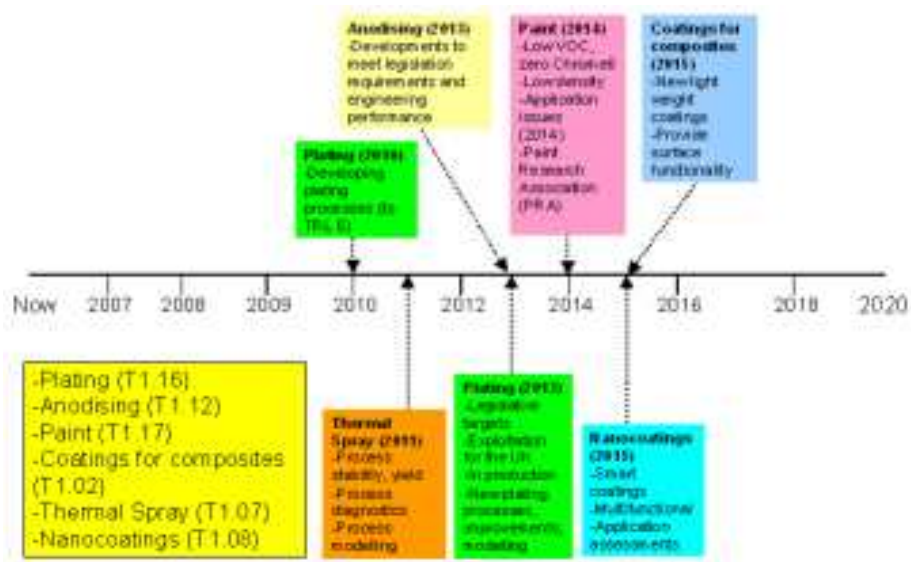 Anodising (2013)
-Developments to
meet legislation
requirements and
engineering
performance
Paint (2014)
-Low VOC,
zero
-Low density
-Application
issues
(2014)
-Paint
Research
Association
(PRA)
Coatings for
composites
(2015)
-New light
weight
coatings
-Provide
surface
functionality
Plating (2010)
-Developing
plating
processes (to
TRL 6)
Now 2007 2008 2009 2010 2012 2014 2016 2018 2020
-Plating (T1.16)
-Anodising (T1.12)
-Paint (T1.17)
-Coatings for composites
(T1.02)
-Thermal Spray (T1.07)
-Nanocoatings (T1.08)
Thermal
Spray (2011)
-Process
stability, yield
-Process
diagnostics
-Process
modelling
Plating (2013)
-Legislative
targets
-Exploitation
for the UK
-In production
-New plating
processes,
improvements,
modelling
Nanocoatings
(2015)
-Smart
coatings
-Multifunctional
-Application
assessments